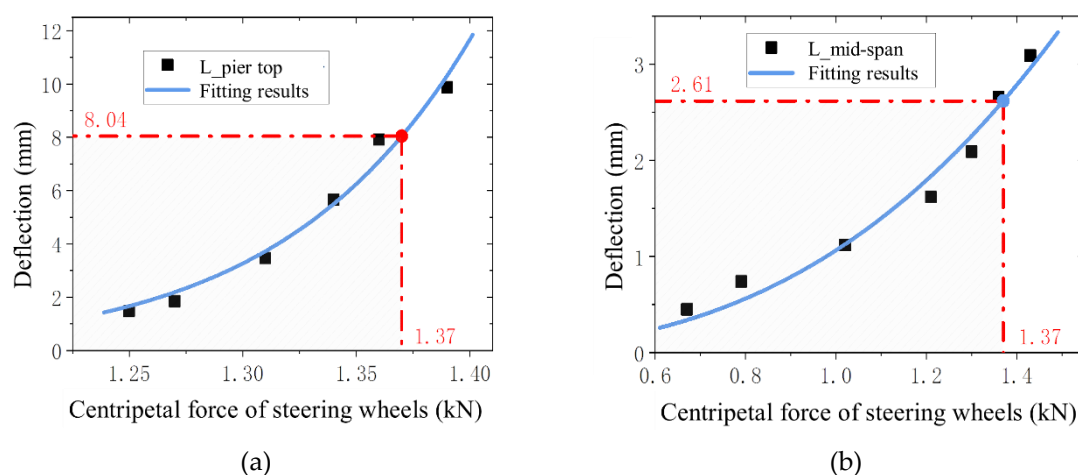 12
10
8
6
4
2
0
Deflection (mm)
L_pier top
Fitting results
8.04
1.37
1.25
1.30
1.35
1.40
Centripetal force of steering wheels (kN)
(a)
3
2
1
0
Deflection (mm)
L_mid-span
Fitting results
2.61
1.37
0.6
0.8
1.0
1.2
1.4
Centripetal force of steering wheels (kN)
(b)